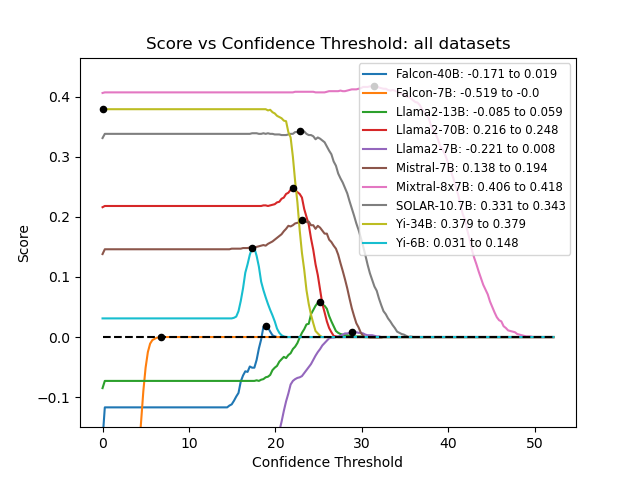 Score vs Confidence Threshold: all datasets
Score
0.4
0.3
0.2
0.1
0.0
−0.1
Falcon-40B: -0.171 to 0.019
Falcon-7B: -0.519 to -0.0
Llama2-13B: -0.085 to 0.059
Llama2-70B: 0.216 to 0.248
Llama2-7B: -0.221 to 0.008
Mistral-7B: 0.138 to 0.194
Mixtral-8x7B: 0.406 to 0.418
SOLAR-10.7B: 0.331 to 0.343
Yi-34B: 0.379 to 0.379
Yi-6B: 0.031 to 0.148
0 10 20 30 40 50
Confidence Threshold